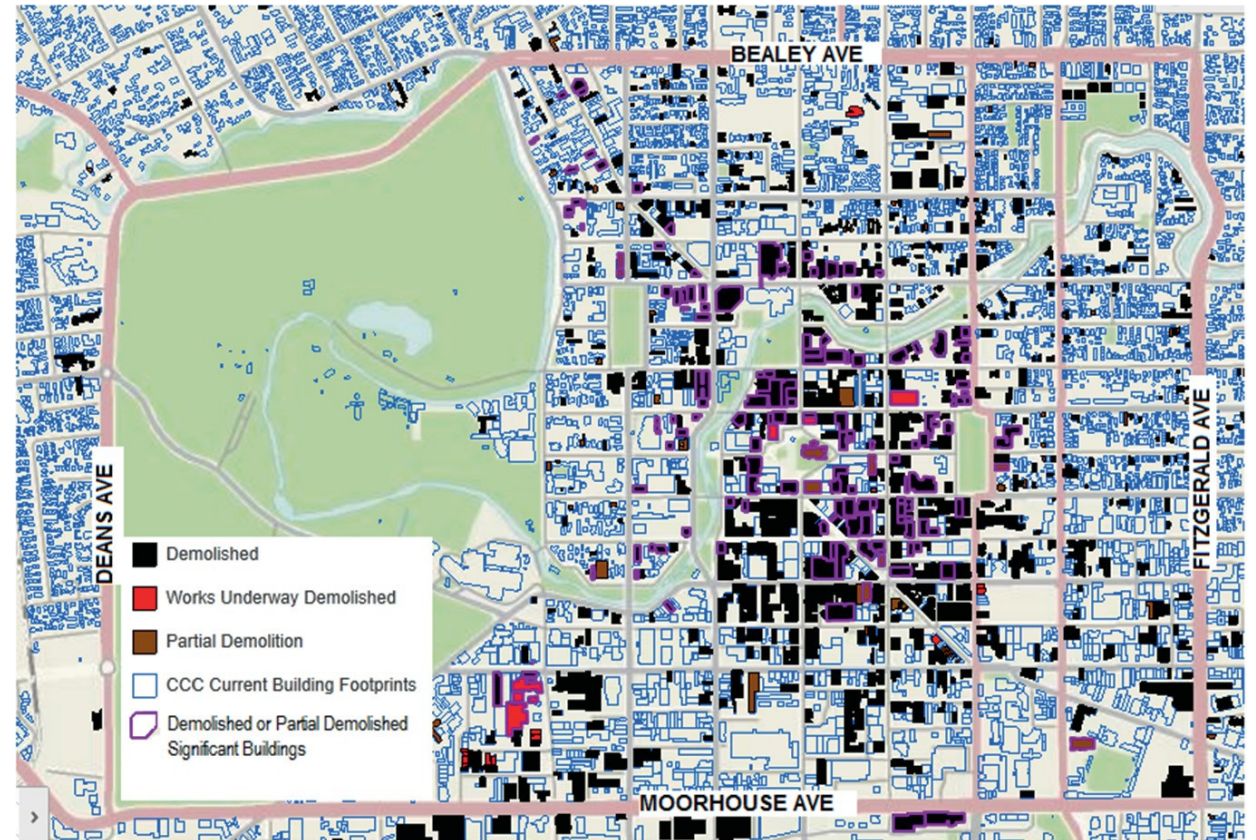 BEALEY AVE
DEANS AVE
FITZGERALD AVE
Demolished
Works Underway Demolished
Partial Demolition
CCC Current Building Footprints
Demolished or Partial Demolished
Significant Buildings
MOORHOUSE AVE